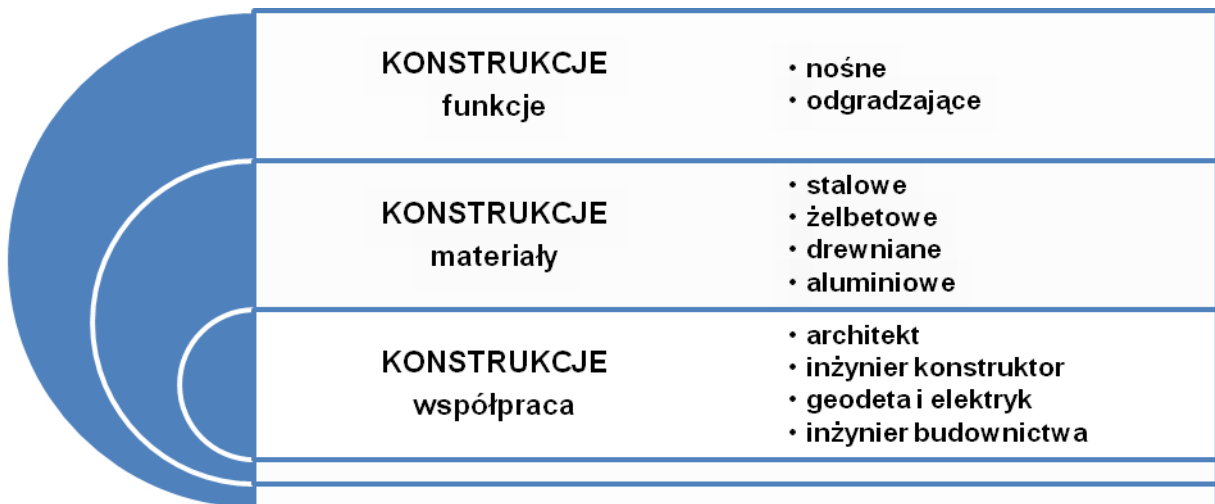 KONSTRUKCJE
funkcje
• nośne
• odgradzające
KONSTRUKCJE
materiały
• stalowe
• żelbetowe
• drewniane
• aluminiowe
KONSTRUKCJE
współpraca
• architekt
• inżynier konstruktor
• geodeta i elektryk
• inżynier budownictwa